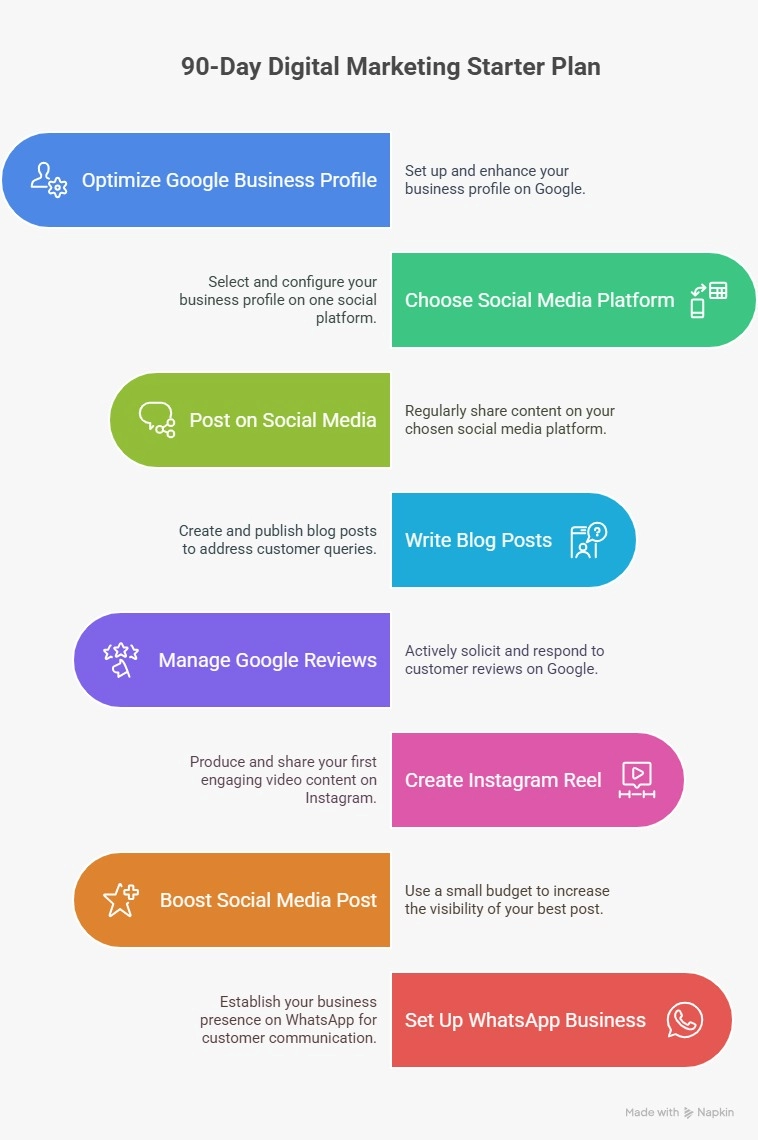 90-Day Digital Marketing Starter Plan
Optimize Google Business Profile
Set up and enhance your
business profile on Google.
Select and configure your
business profile on one social
platform.
Choose Social Media Platform
Post on Social Media
Regularly share content on your
chosen social media platform.
Create and publish blog posts
to address customer queries.
Write Blog Posts
Manage Google Reviews
Actively solicit and respond to
customer reviews on Google.
Produce and share your first
engaging video content on
Instagram.
Create Instagram Reel
Boost Social Media Post
Use a small budget to increase
the visibility of your best post.
Establish your business
presence on WhatsApp for
customer communication.
Set Up WhatsApp Business
Made with Napkin